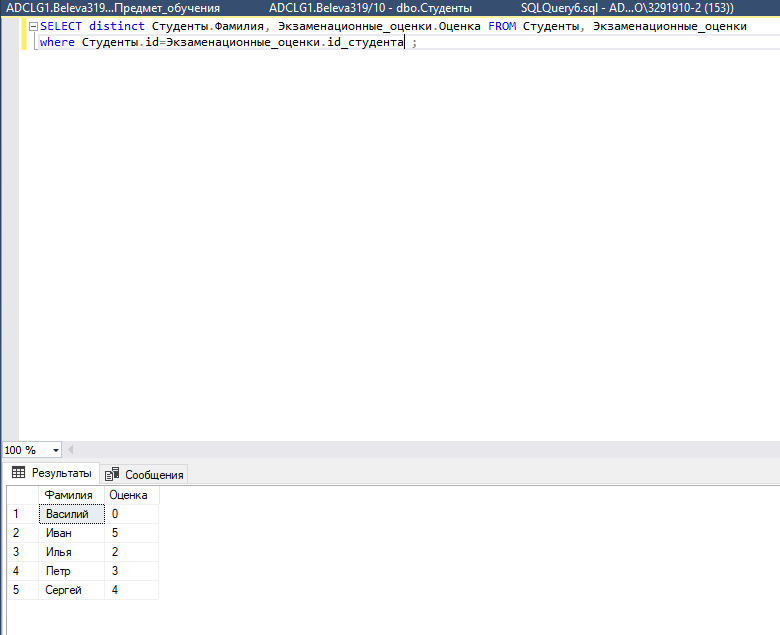 ADCLG1.Beleva319...Предмет_обучения ADCLG1.Beleva319/10 - dbo.Студенты SQLQuery6.sql - AD...O\3291910-2 (153))
SELECT distinct Студенты.Фамилия, Экзаменационные_оценки.Оценка FROM Студенты, Экзаменационные_оценки
where Студенты.id=Экзаменационные_оценки.id_студента ;
100 %
Результаты Сообщения
Фамилия Оценка
1 Василий 0
2 Иван 5
3 Илья 2
4 Петр 3
5 Сергей 4